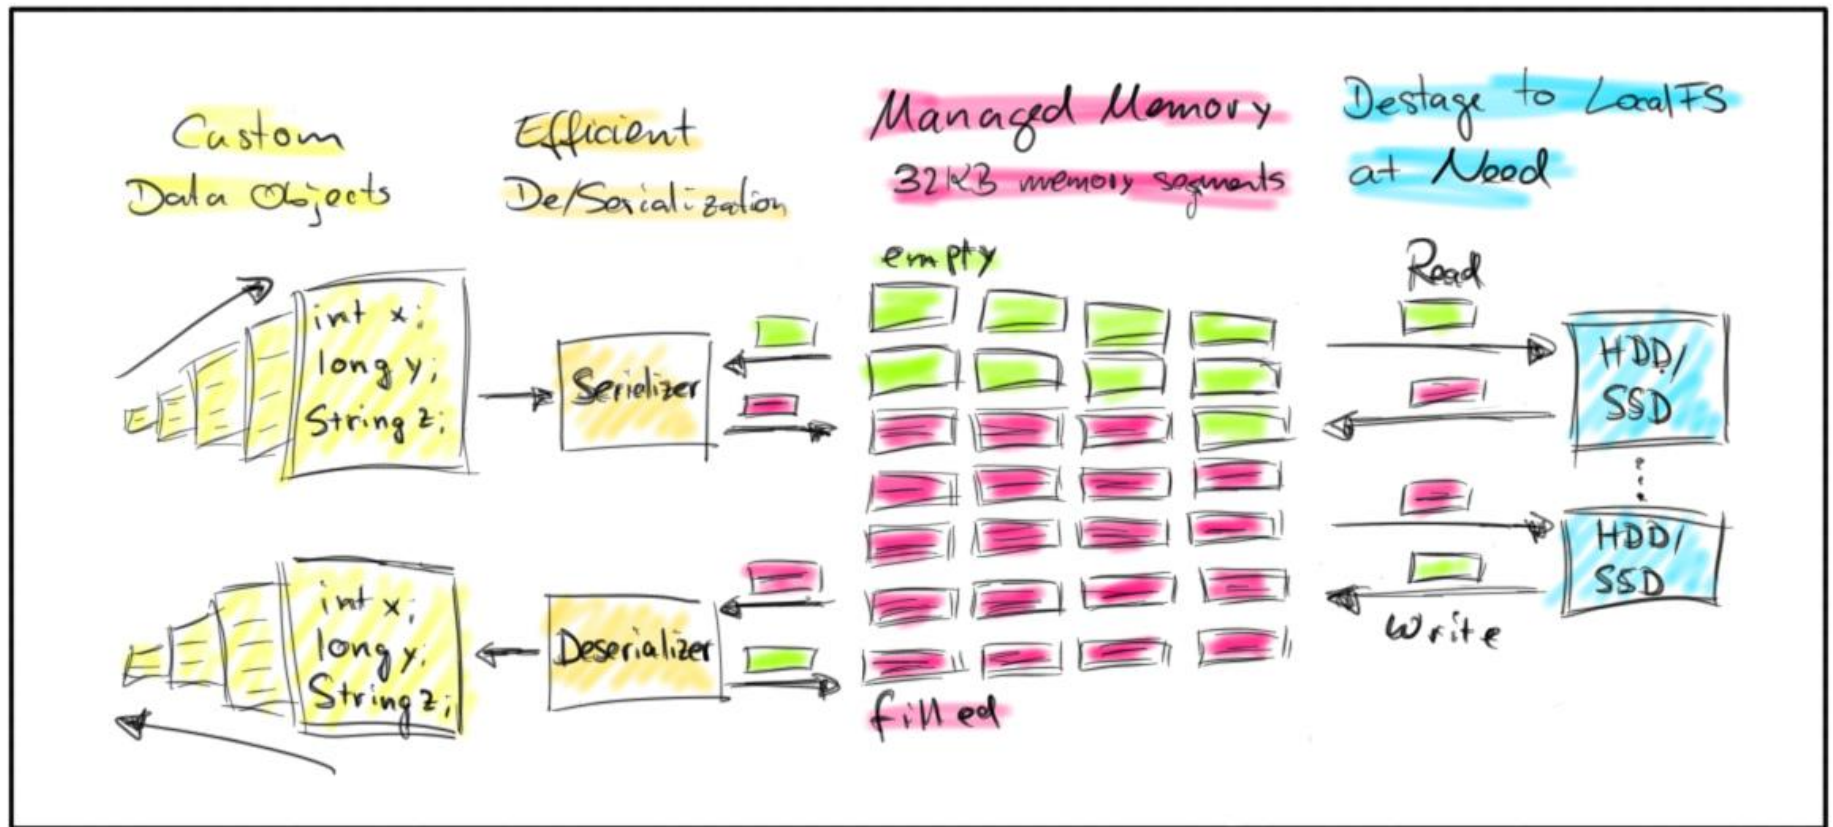 Custom
Data Objects
Efficient
De/Serialization
Managed Memory
32KB memory segments
Destage to LocalFS
at Need
empty
Read
int x;
long y;
String z;
Serializer
HDD/
SSD
HDD/
SSD
int x;
long y;
String z;
Deserializer
Write
filled